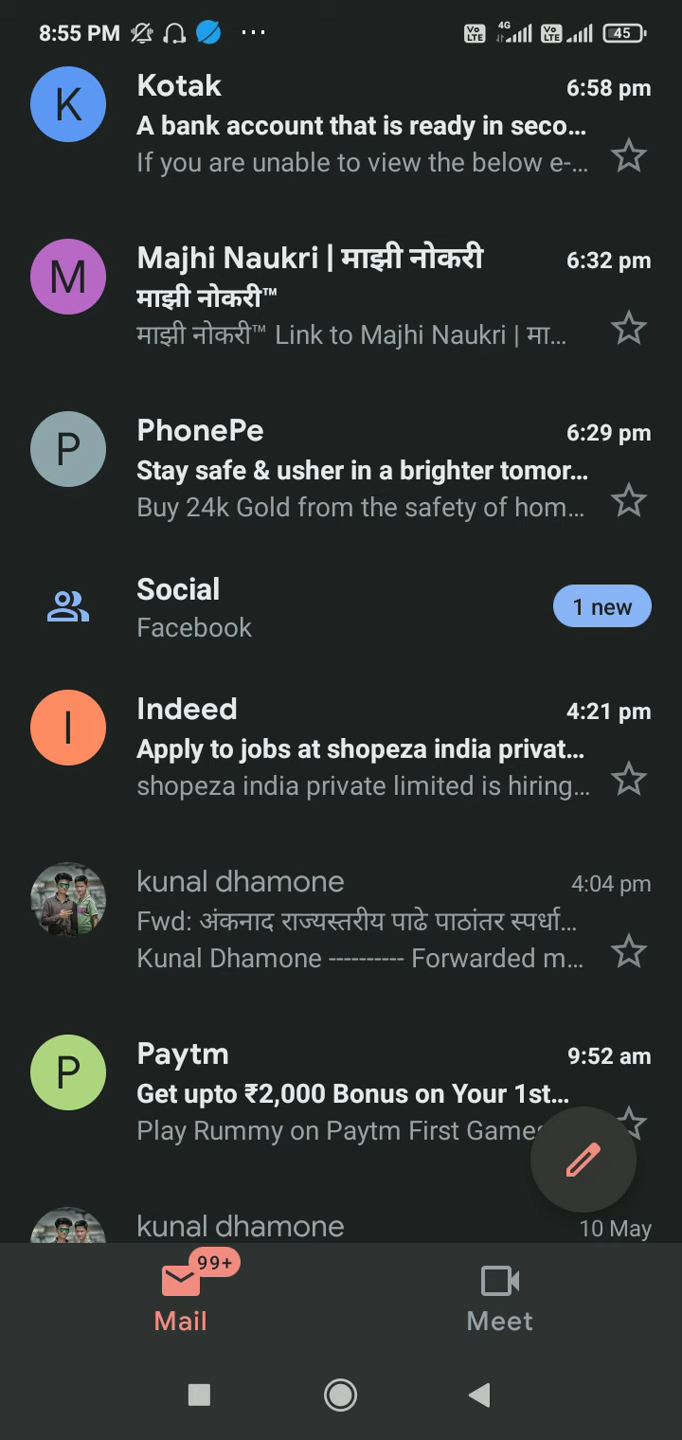 8:55 PM 4G 45
K Kotak 6:58 pm
A bank account that is ready in seco...
If you are unable to view the below e-...
M Majhi Naukri | माझी नोकरी 6:32 pm
माझी नोकरी™
माझी नोकरी™ Link to Majhi Naukri | मा...
P PhonePe 6:29 pm
Stay safe & usher in a brighter tomor...
Buy 24k Gold from the safety of hom...
Social 1 new
Facebook
I Indeed 4:21 pm
Apply to jobs at shopeza india privat...
shopeza india private limited is hiring...
kunal dhamone 4:04 pm
Fwd: अंकनाद राज्यस्तरीय पाढे पाठांतर स्पर्धा...
Kunal Dhamone ---------- Forwarded m...
P Paytm 9:52 am
Get upto ₹2,000 Bonus on Your 1st...
Play Rummy on Paytm First Games
kunal dhamone 10 May
99+
Mail Meet